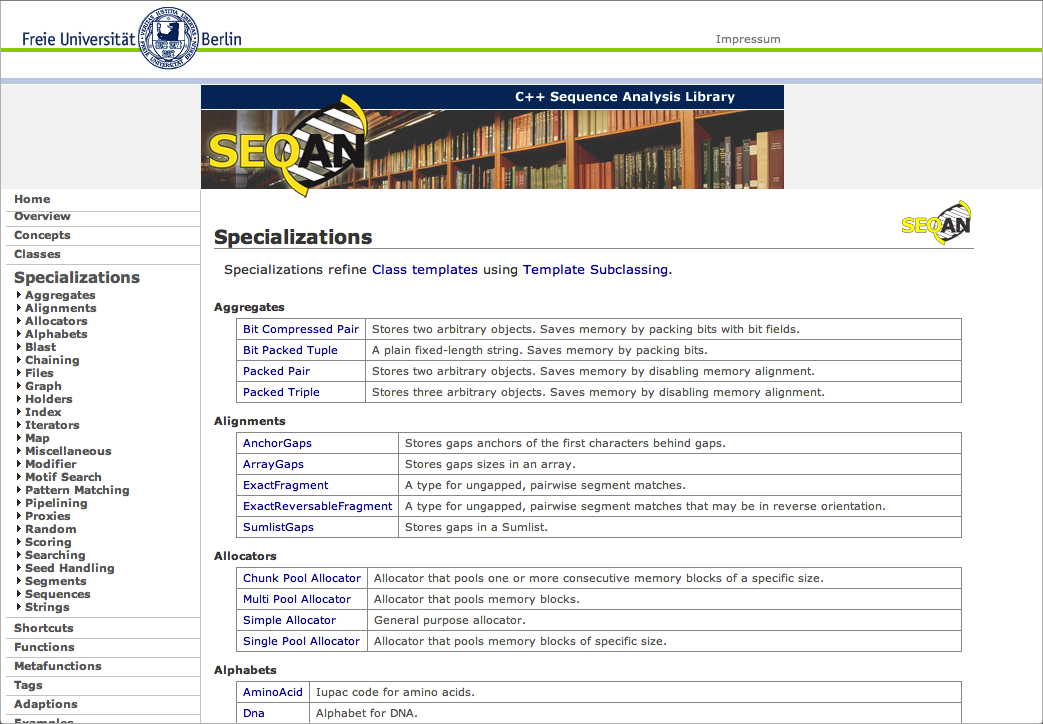 Freie Universität Berlin
Impressum
C++ Sequence Analysis Library
SEQAN
Home
Overview
Concepts
Classes
Specializations
Aggregates
Alignments
Allocators
Alphabets
Blast
Chaining
Files
Graph
Holders
Index
Iterators
Map
Miscellaneous
Modifier
Motif Search
Pattern Matching
Pipelining
Proxies
Random
Scoring
Searching
Seed Handling
Segments
Sequences
Strings
Shortcuts
Functions
Metafunctions
Tags
Adaptions
Examples
SEQAN
Specializations
Specializations refine Class templates using Template Subclassing.
Aggregates
Bit Compressed Pair Stores two arbitrary objects. Saves memory by packing bits with bit fields.
Bit Packed Tuple A plain fixed-length string. Saves memory by packing bits.
Packed Pair Stores two arbitrary objects. Saves memory by disabling memory alignment.
Packed Triple Stores three arbitrary objects. Saves memory by disabling memory alignment.
Alignments
AnchorGaps Stores gaps anchors of the first characters behind gaps.
ArrayGaps Stores gaps sizes in an array.
ExactFragment A type for ungapped, pairwise segment matches.
ExactReversableFragment A type for ungapped, pairwise segment matches that may be in reverse orientation.
SumlistGaps Stores gaps in a Sumlist.
Allocators
Chunk Pool Allocator Allocator that pools one or more consecutive memory blocks of a specific size.
Multi Pool Allocator Allocator that pools memory blocks.
Simple Allocator General purpose allocator.
Single Pool Allocator Allocator that pools memory blocks of specific size.
Alphabets
AminoAcid Iupac code for amino acids.
Dna Alphabet for DNA.